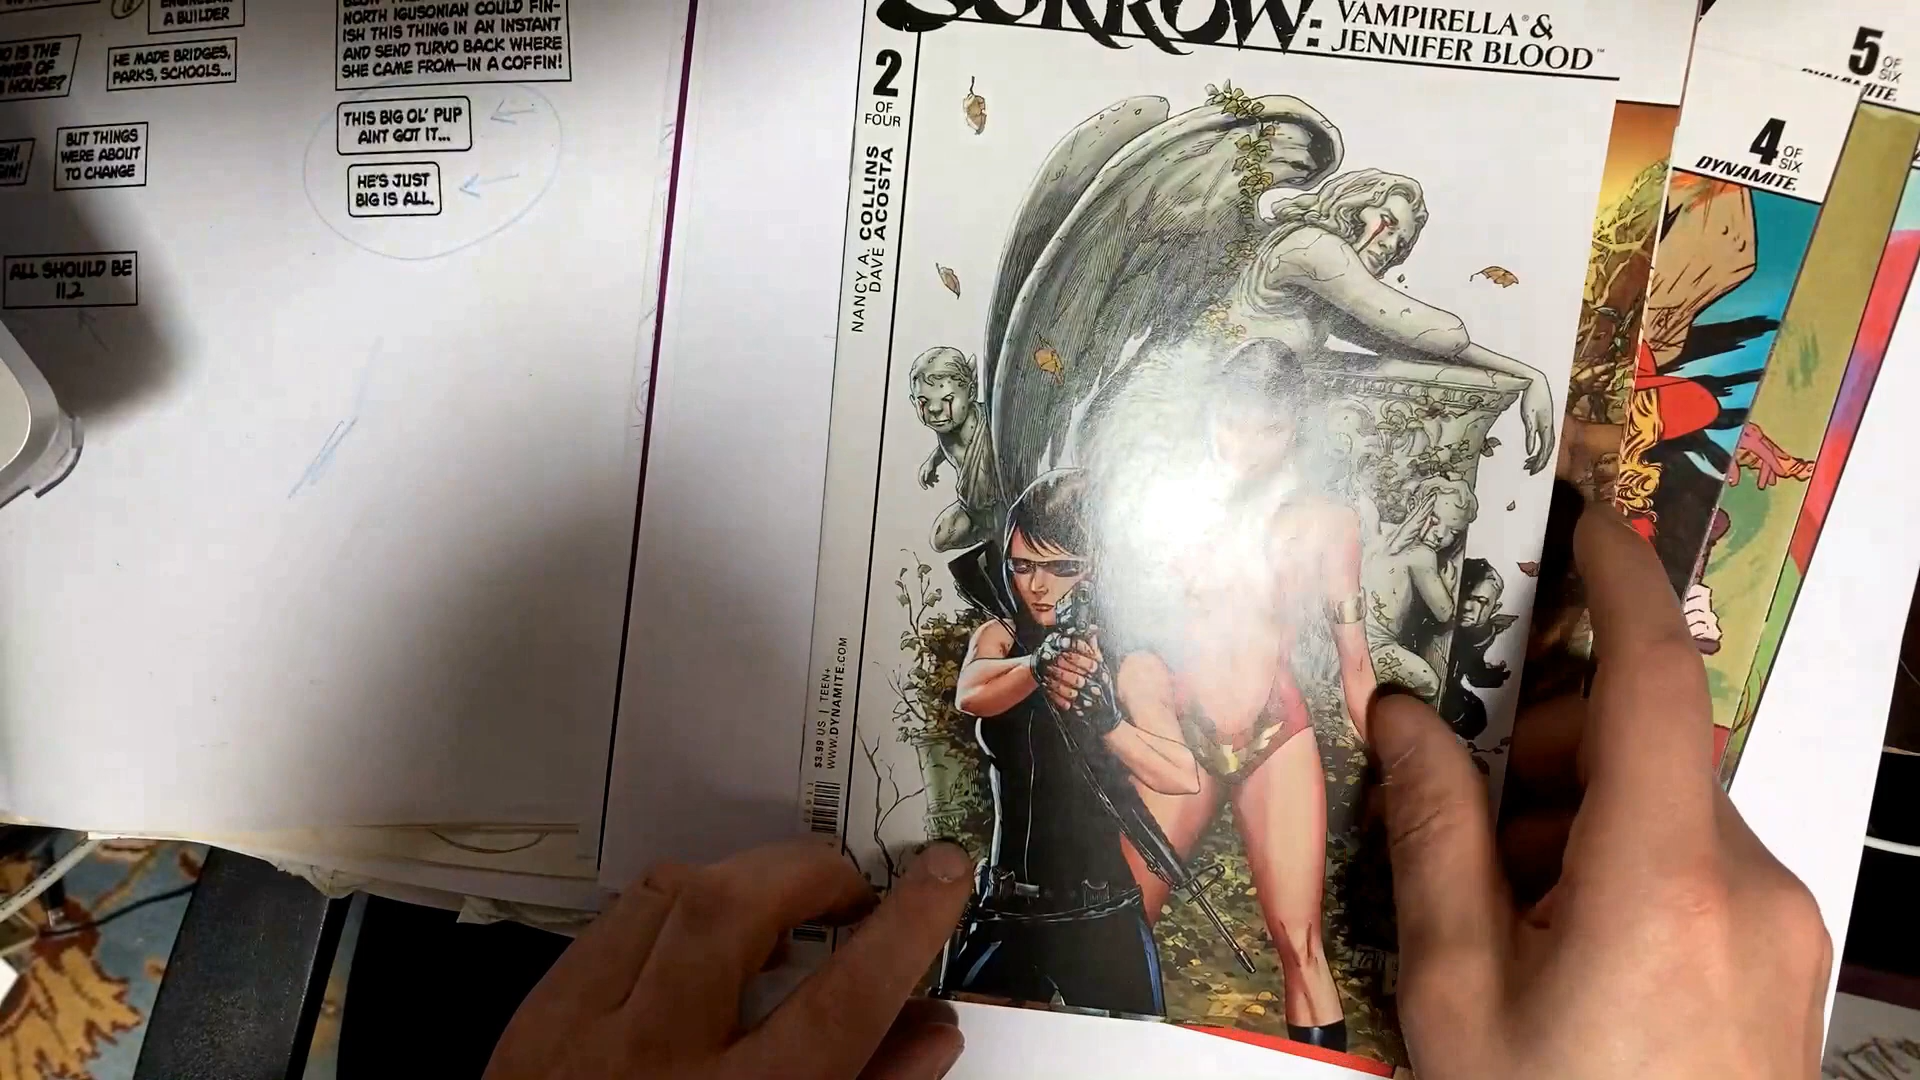 A BUILDER
HE MADE BRIDGES,
PARKS, SCHOOLS...
BUT THINGS
WERE ABOUT
TO CHANGE
ALL SHOULD BE
11.2
NORTH IGUSONIAN COULD FIN-
ISH THIS THING IN AN INSTANT
AND SEND TURVO BACK WHERE
SHE CAME FROM—IN A COFFIN!
THIS BIG OL' PUP
AINT GOT IT...
HE'S JUST
BIG IS ALL.
SORROW:
VAMPIRELLA® &
JENNIFER BLOOD™
2
OF
FOUR
NANCY A. COLLINS
DAVE ACOSTA
$3.99 US | TEEN+
WWW.DYNAMITE.COM
4 OF
SIX
DYNAMITE.
5 OF
SIX